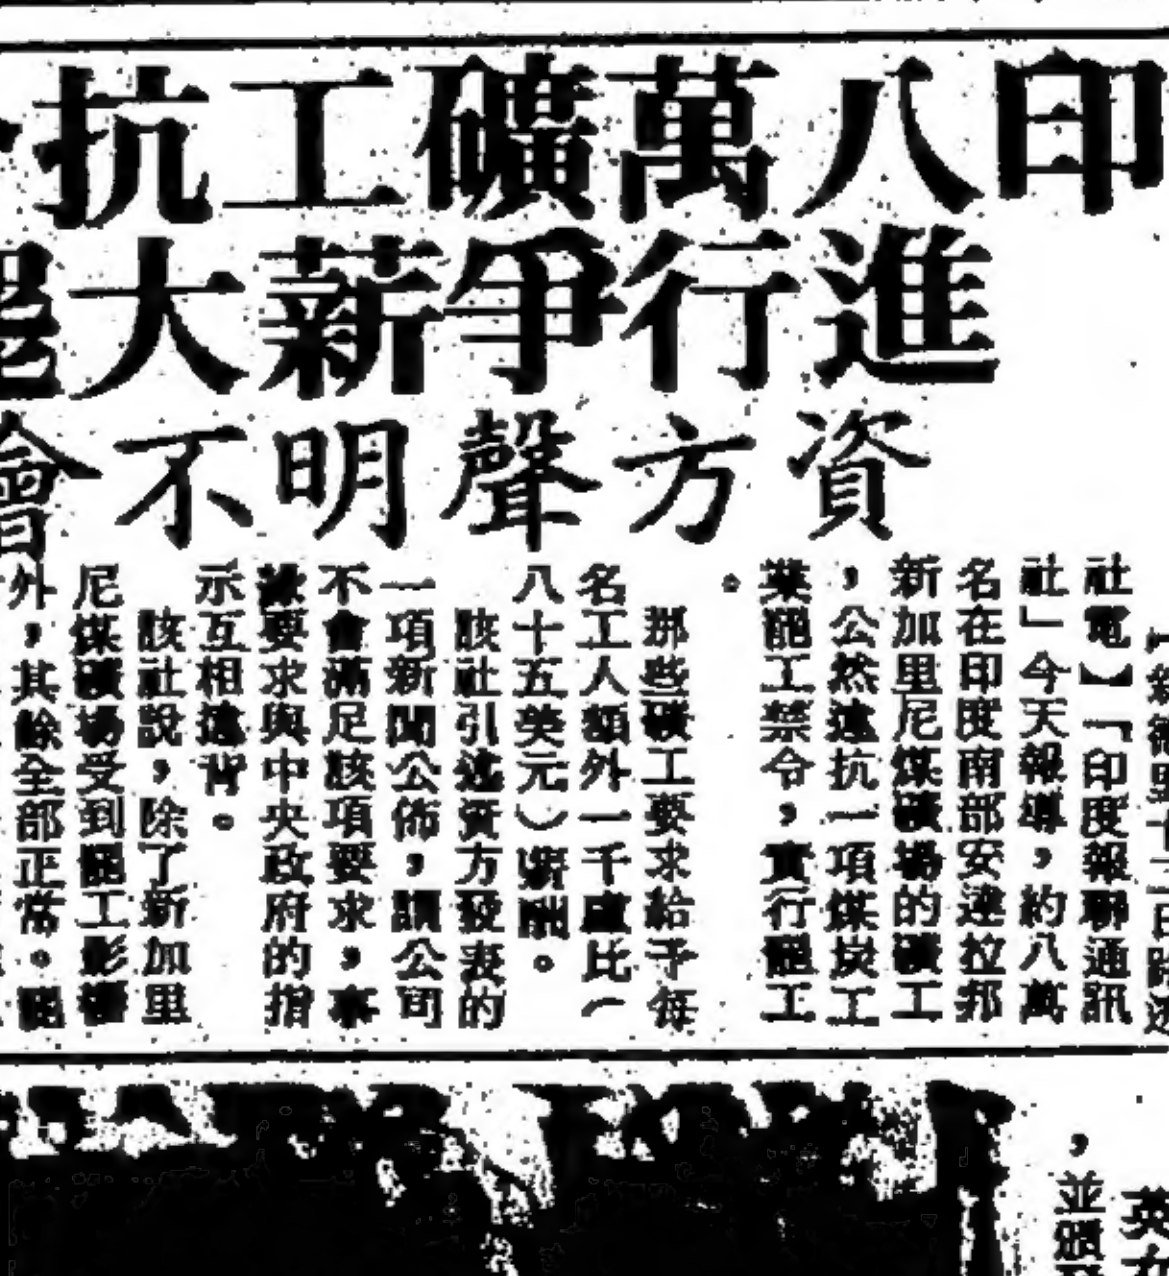 印八萬礦工抗
進行爭薪大罷
資方聲明不會
社電】「印度報聯通訊
社」今天報導，約八萬
名在印度南部安達拉邦
新加里尼煤礦場的礦工
，公然違抗一項煤炭工
業罷工禁令，實行罷工
。
那些礦工要求給予每
名工人額外一千盧比（
八十五美元）薪酬。
該社引述資方發表的
一項新聞公佈，謂公司
不會滿足該項要求，事
緣要求與中央政府的指
示互相違背。
該社說，除了新加里
尼煤礦場受到罷工影響
外，其餘全部正常。罷
，並頒
英